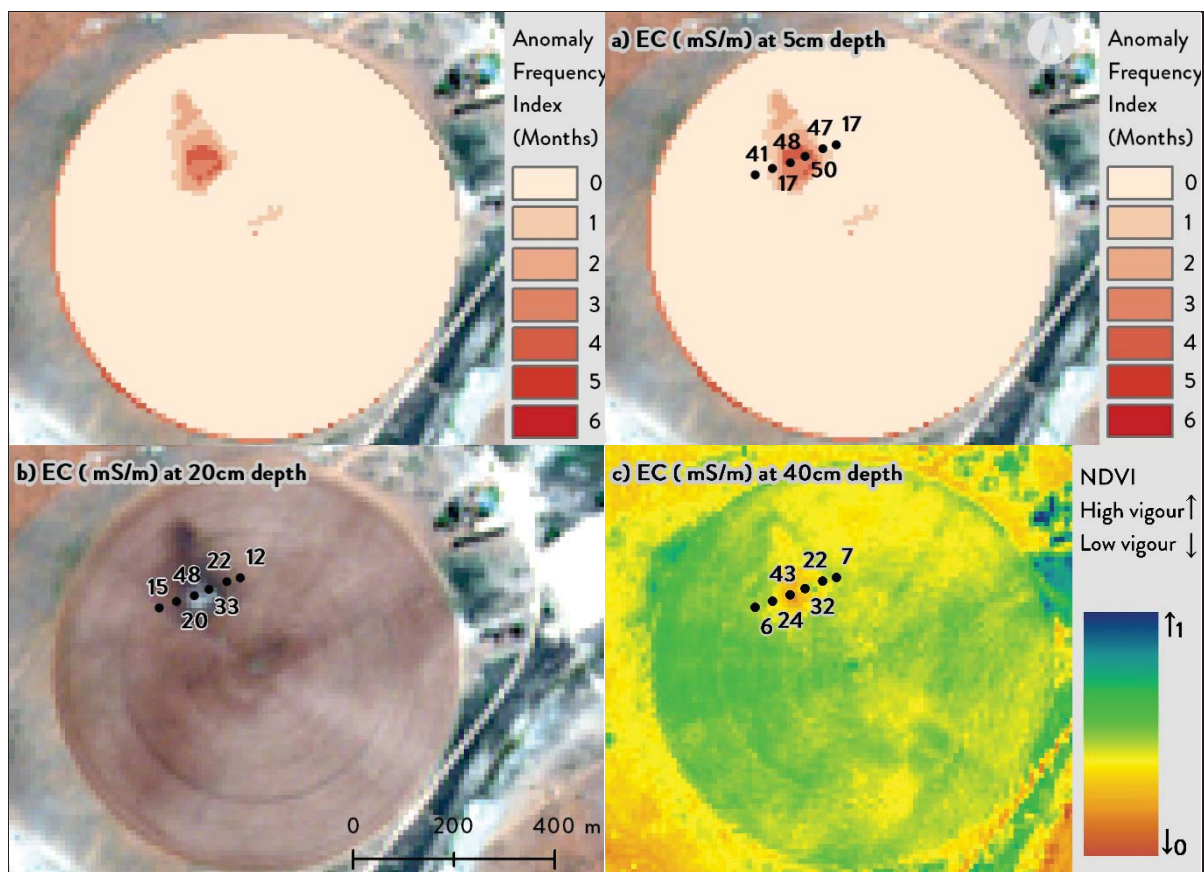 Anomaly
Frequency
Index
(Months)
0
1
2
3
4
5
6
a) EC ( mS/m) at 5cm depth
41
48
47
17
17
50
Anomaly
Frequency
Index
(Months)
0
1
2
3
4
5
6
b) EC ( mS/m) at 20cm depth
15
48
22
12
20
33
0
200
400
m
c) EC ( mS/m) at 40cm depth
43
22
7
6
24
32
NDVI
High vigour↑
Low vigour ↓
↑1
↓0